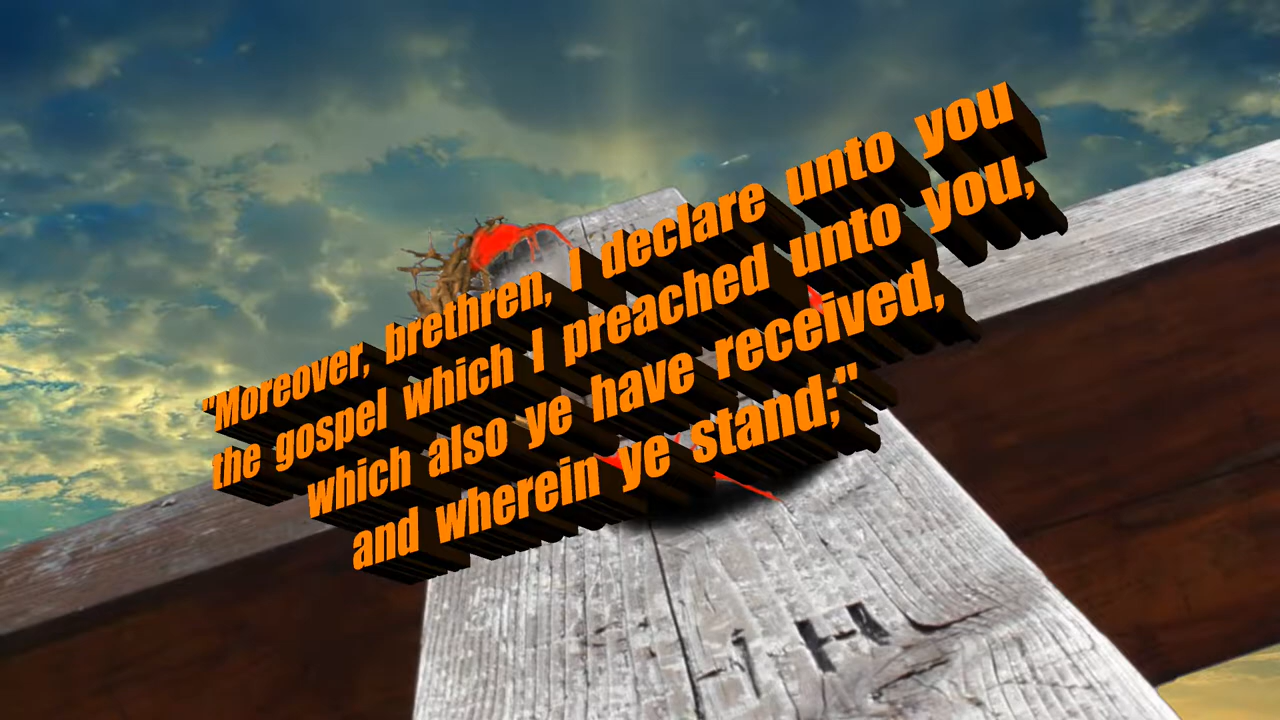 "Moreover, brethren, I declare unto you
the gospel which I preached unto you,
which also ye have received,
and wherein ye stand;"